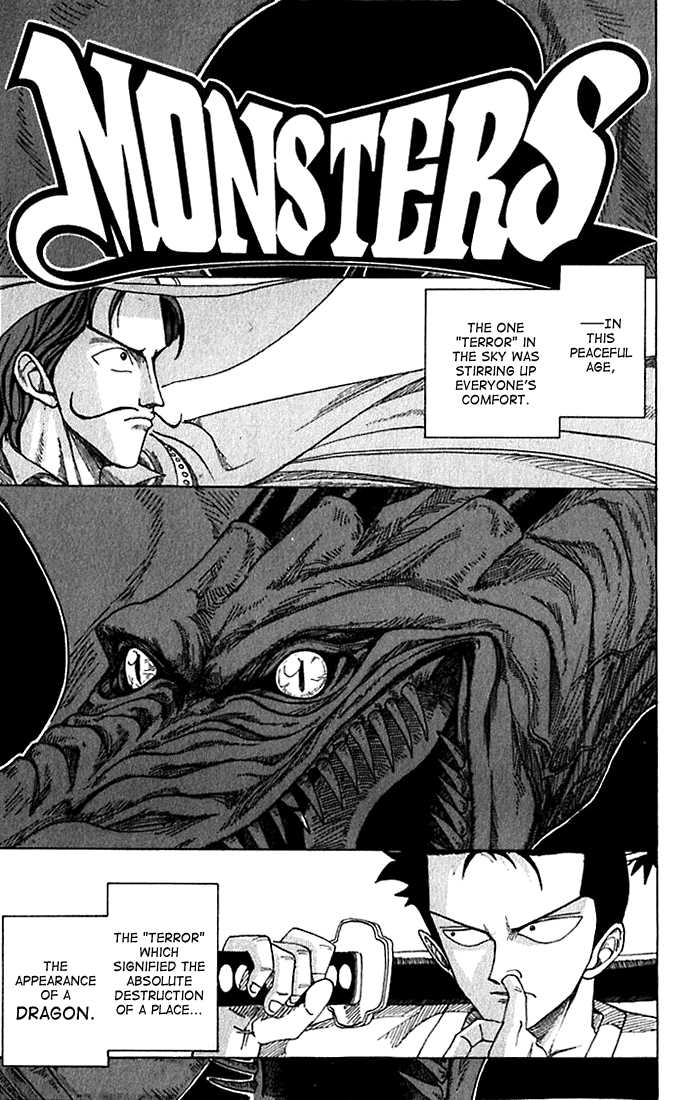 MONSTERS
——IN
THIS
PEACEFUL
AGE,
THE ONE
"TERROR" IN
THE SKY WAS
STIRRING UP
EVERYONE'S
COMFORT.
THE "TERROR"
WHICH
SIGNIFIED THE
ABSOLUTE
DESTRUCTION
OF A PLACE...
THE
APPEARANCE
OF A
DRAGON.